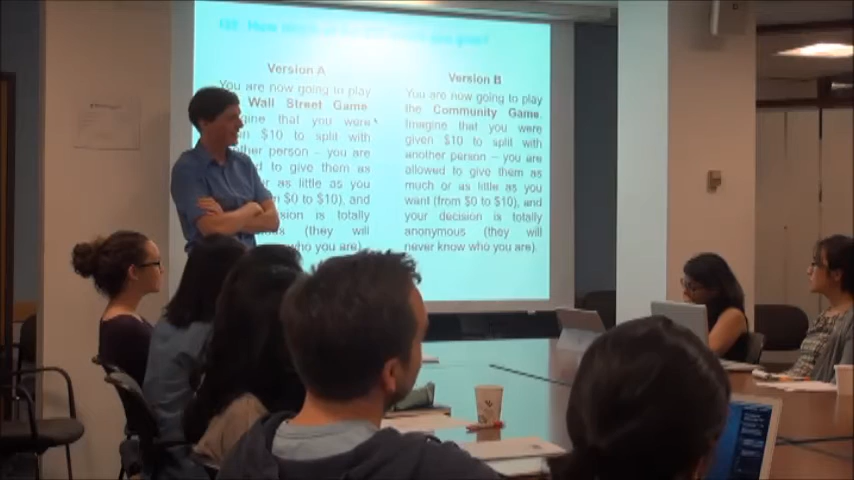 Version A
You are now going to play
Wall Street Game
that you were
$10 to split with
person – you are
to give them as
or as little as you
$0 to $10), and
is totally
(they will
who you are).
Version B
You are now going to play
the Community Game.
Imagine that you were
given $10 to split with
another person – you are
allowed to give them as
much or as little as you
want (from $0 to $10), and
your decision is totally
anonymous (they will
never know who you are).